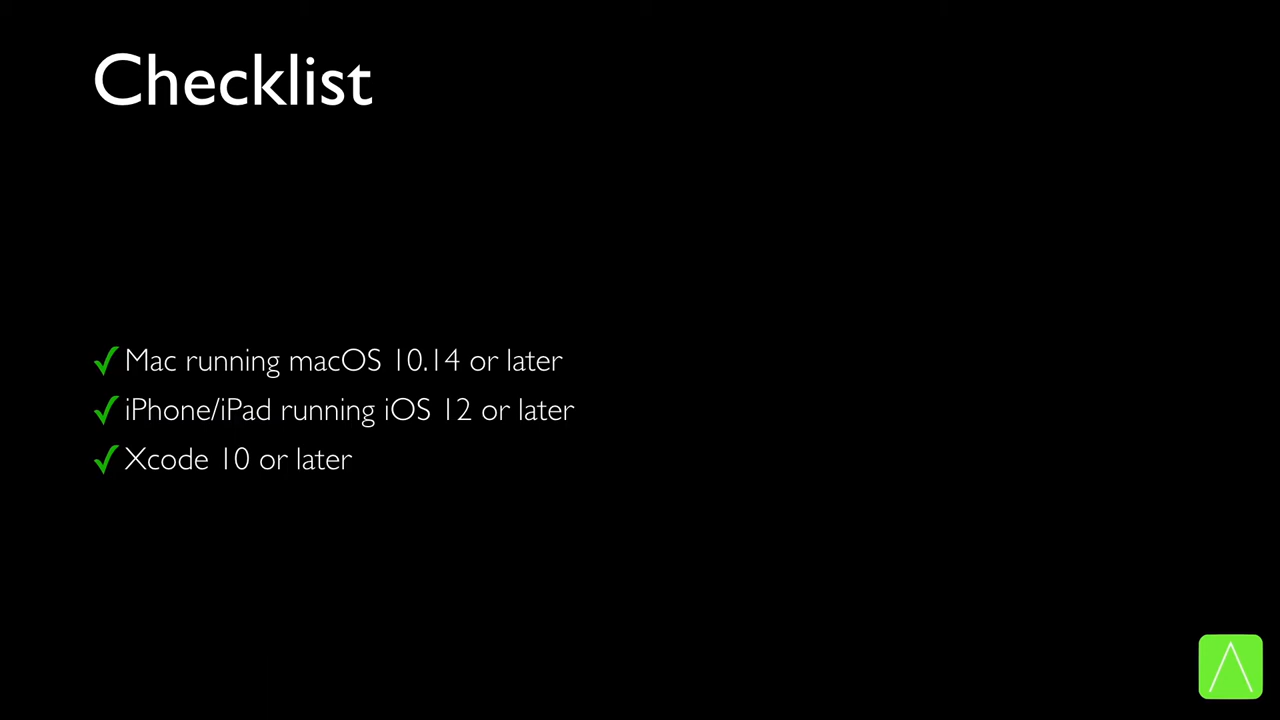 Checklist
✓ Mac running macOS 10.14 or later
✓ iPhone/iPad running iOS 12 or later
✓ Xcode 10 or later